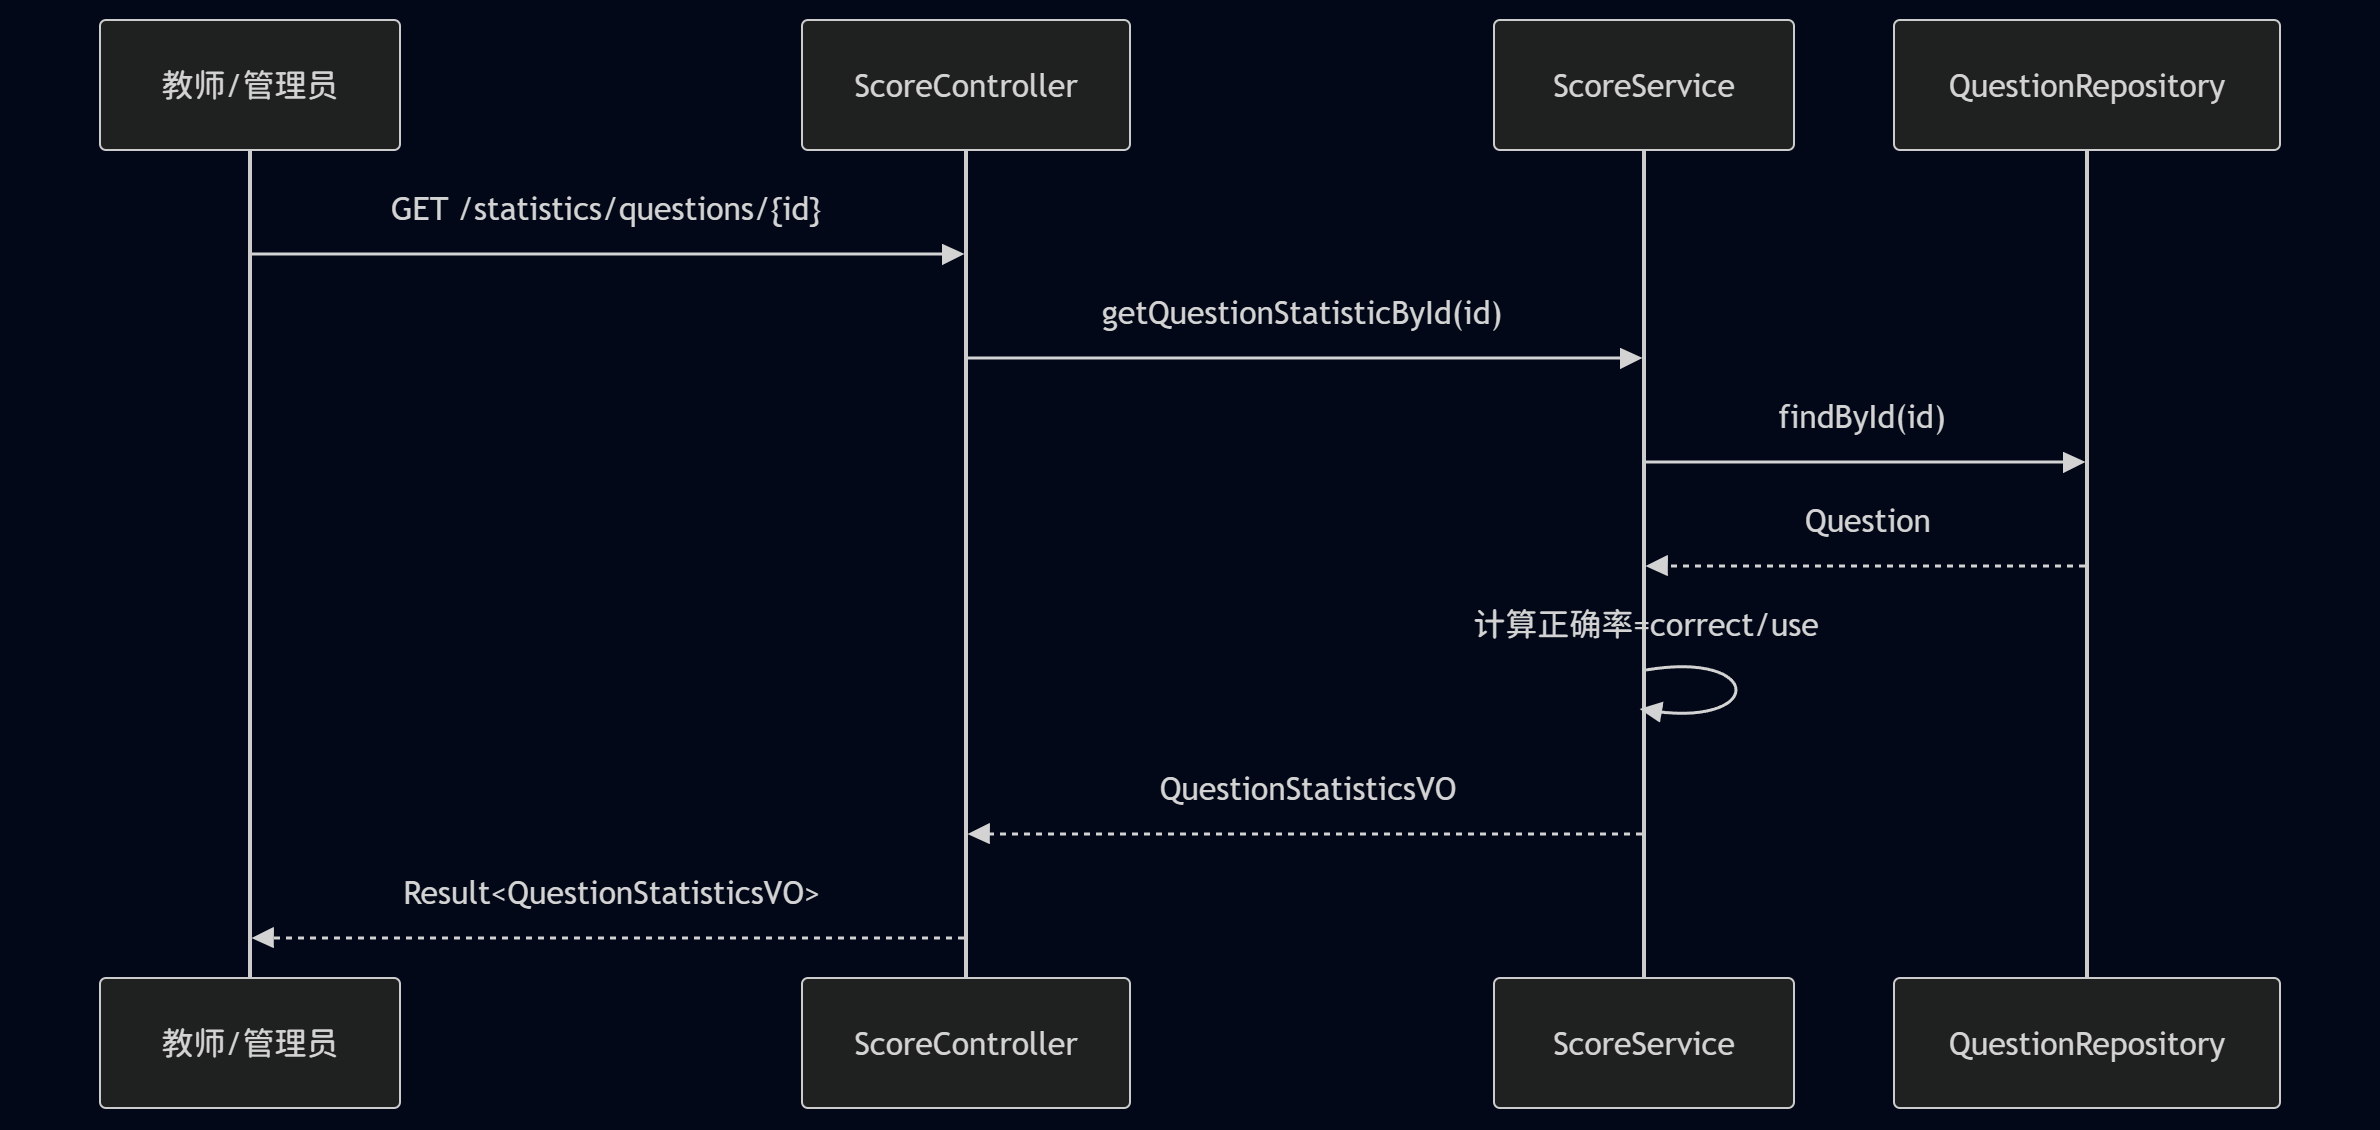 教师/管理员
ScoreController
ScoreService
QuestionRepository
GET /statistics/questions/{id}
getQuestionStatisticById(id)
findById(id)
Question
计算正确率=correct/use
QuestionStatisticsVO
Result<QuestionStatisticsVO>
教师/管理员
ScoreController
ScoreService
QuestionRepository